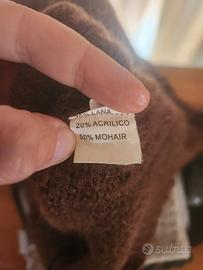 LANA
20% ACRILICO
50% MOHAIR
subito